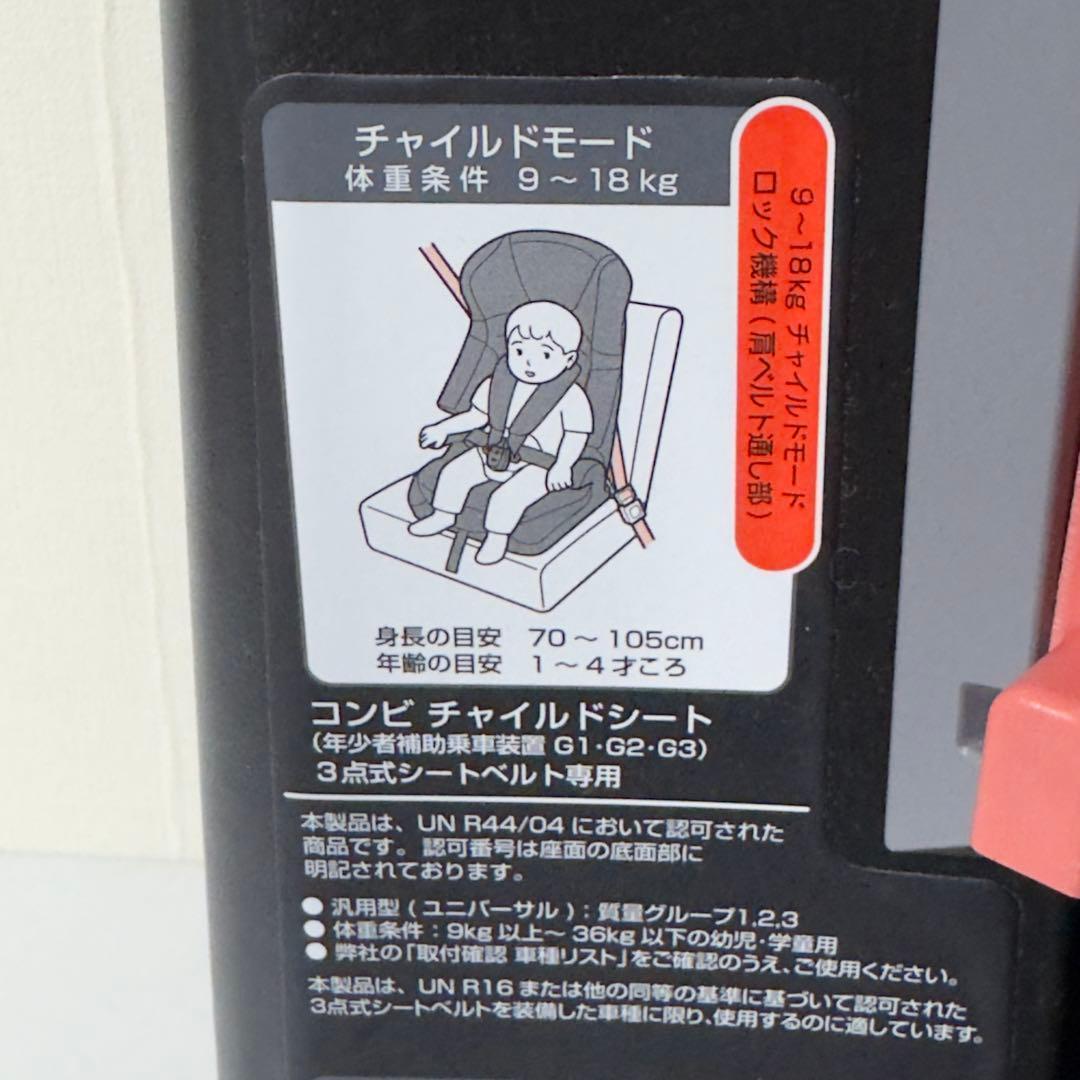 チャイルドモード
体重条件 9～18kg
9～18kg チャイルドモード
ロック機構(肩ベルト通し部)
身長の目安 70～105cm
年齢の目安 1～4才ころ
コンビ チャイルドシート
(年少者補助乗車装置 G1・G2・G3)
3点式シートベルト専用
本製品は、UN R44/04 において認可された
商品です。認可番号は座面の底面部に
明記されております。
●汎用型(ユニバーサル):質量グループ1,2,3
●体重条件:9kg以上～36kg以下の幼児・学童用
●弊社の「取付確認 車種リスト」をご確認のうえ、ご使用ください。
本製品は、UN R16 または他の同等の基準に基づいて認可された
3点式シートベルトを装備した車種に限り、使用するのに適しています。